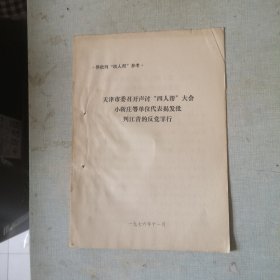 ·供批判“四人帮”参考·
天津市委召开声讨“四人帮”大会
小靳庄等单位代表揭发批
判江青的反党罪行
一九七六年十一月